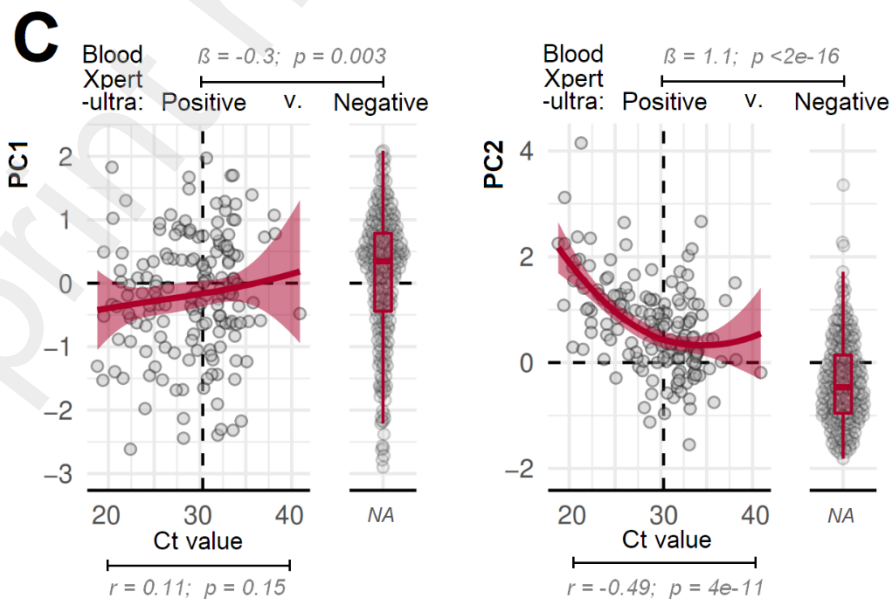 C
Blood
Xpert
-ultra: Positive v. Negative
ß = -0.3; p = 0.003
PC1
2
1
0
−1
−2
−3
20 30 40
NA
Ct value
r = 0.11; p = 0.15
Blood
Xpert
-ultra: Positive v. Negative
ß = 1.1; p <2e-16
PC2
4
2
0
−2
20 30 40
NA
Ct value
r = -0.49; p = 4e-11
print